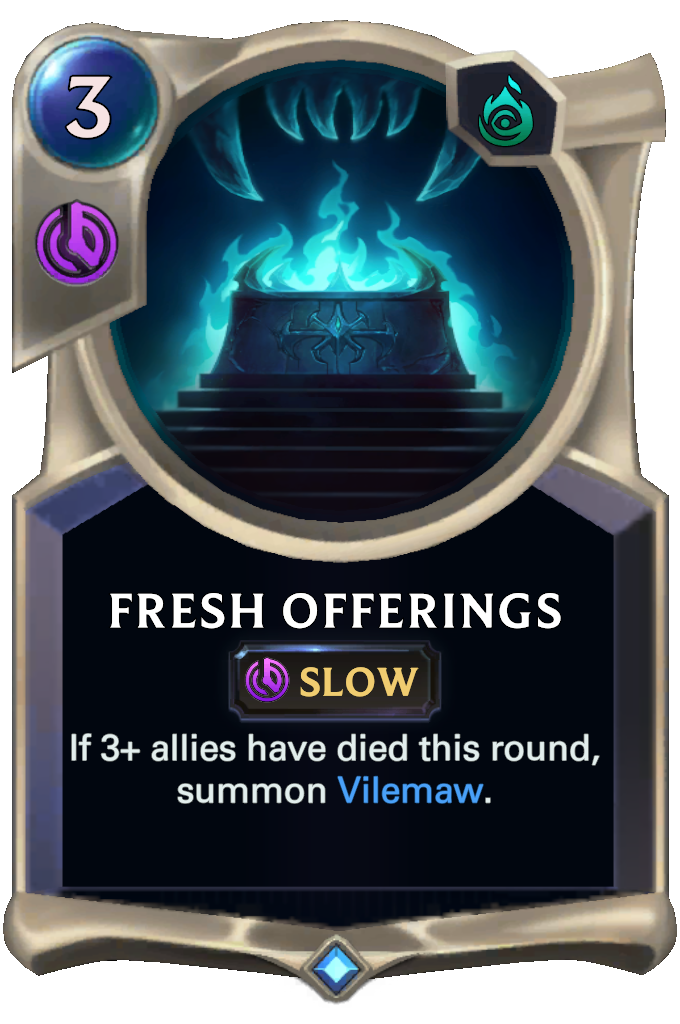 3
FRESH OFFERINGS
SLOW
If 3+ allies have died this round,
summon Vilemaw.